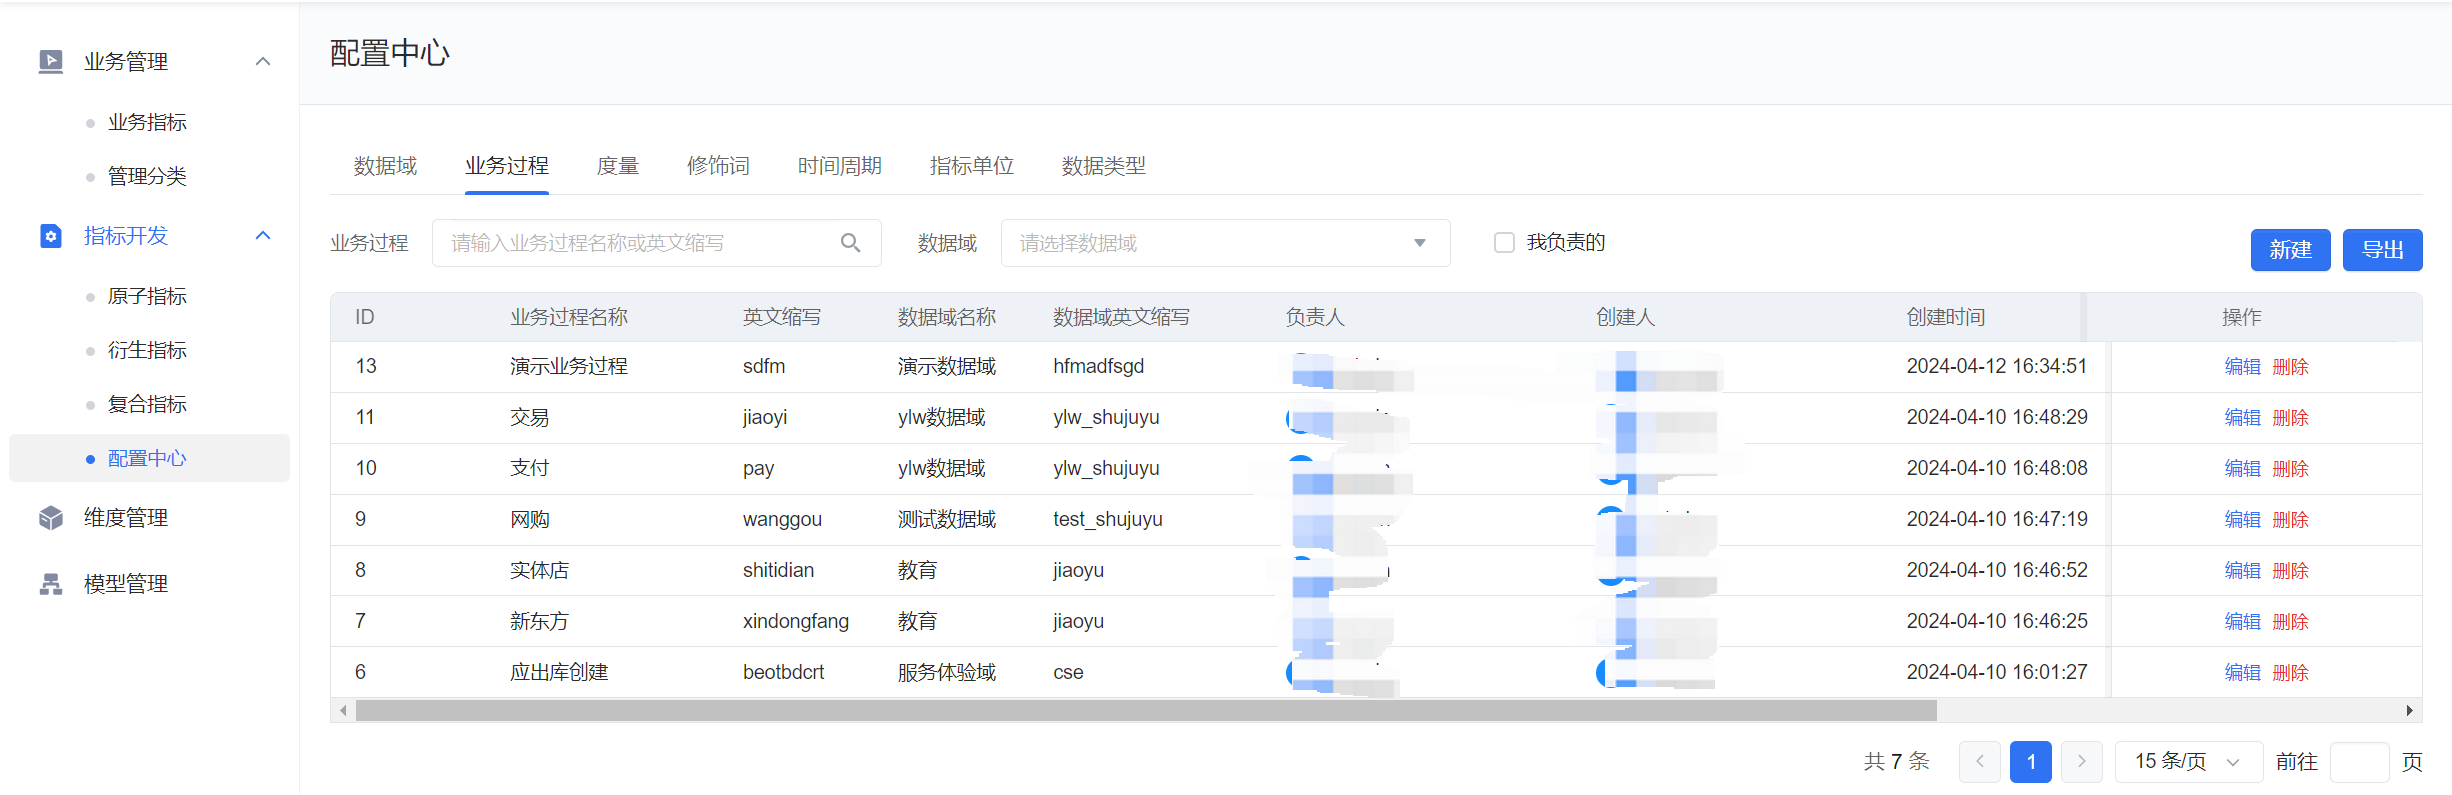 业务管理
业务指标
管理分类
指标开发
原子指标
衍生指标
复合指标
配置中心
维度管理
模型管理
配置中心
数据域 业务过程 度量 修饰词 时间周期 指标单位 数据类型
业务过程 请输入业务过程名称或英文缩写 数据域 请选择数据域 我负责的 新建 导出
ID 业务过程名称 英文缩写 数据域名称 数据域英文缩写 负责人 创建人 创建时间 操作
13 演示业务过程 sdfm 演示数据域 hfmadfsgd 2024-04-12 16:34:51 编辑 删除
11 交易 jiaoyi ylw数据域 ylw_shujuyu 2024-04-10 16:48:29 编辑 删除
10 支付 pay ylw数据域 ylw_shujuyu 2024-04-10 16:48:08 编辑 删除
9 网购 wanggou 测试数据域 test_shujuyu 2024-04-10 16:47:19 编辑 删除
8 实体店 shitidian 教育 jiaoyu 2024-04-10 16:46:52 编辑 删除
7 新东方 xindongfang 教育 jiaoyu 2024-04-10 16:46:25 编辑 删除
6 应出库创建 beotbdcrt 服务体验域 cse 2024-04-10 16:01:27 编辑 删除
共 7 条 1 15 条/页 前往 页